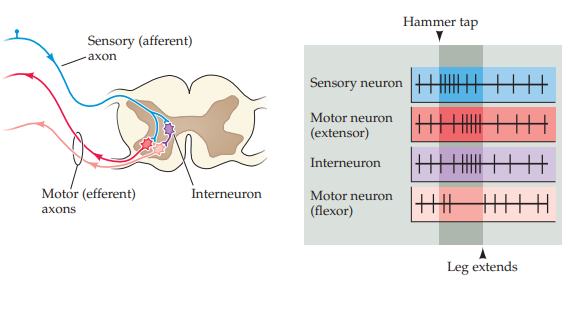 Sensory (afferent)
axon
Motor (efferent)
axons
Interneuron
Hammer tap
Sensory neuron
Motor neuron
(extensor)
Interneuron
Motor neuron
(flexor)
Leg extends